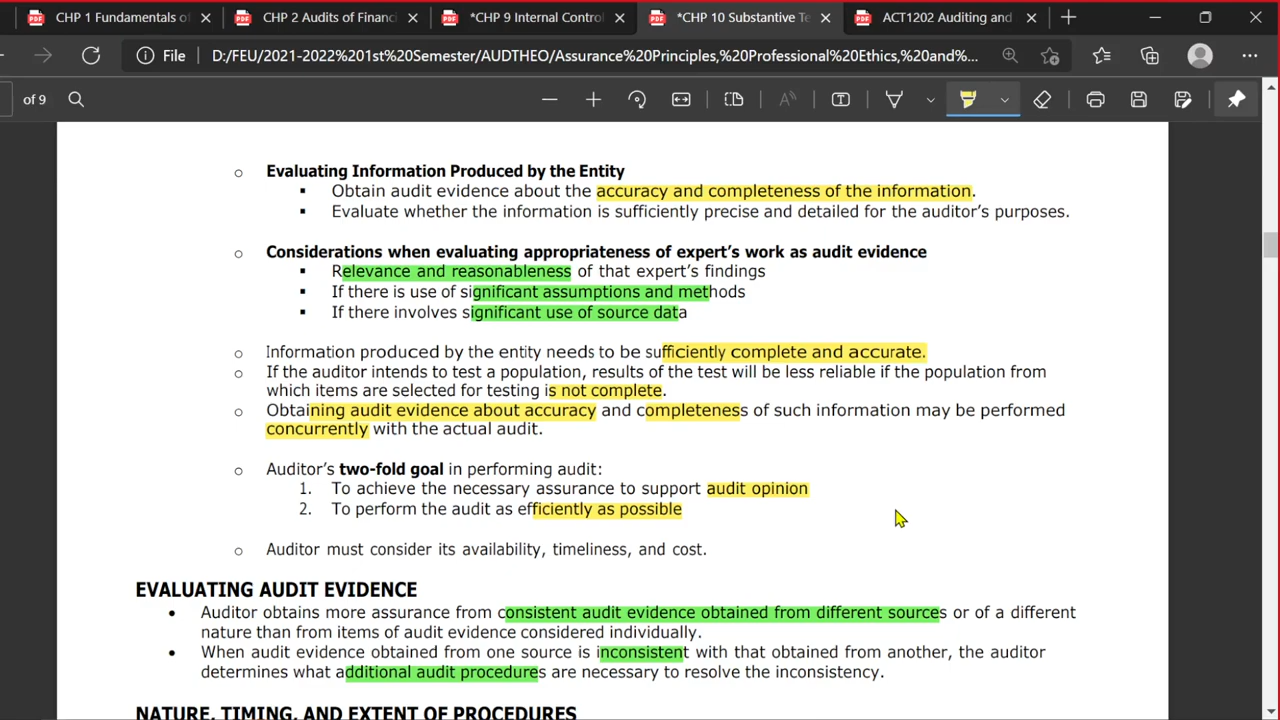 CHP 1 Fundamentals of
CHP 2 Audits of Financi
*CHP 9 Internal Control
*CHP 10 Substantive Te
ACT1202 Auditing and
File
D:/FEU/2021-2022%201st%20Semester/AUDTHEO/Assurance%20Principles,%20Professional%20Ethics,%20and%...
of 9
Evaluating Information Produced by the Entity
Obtain audit evidence about the accuracy and completeness of the information.
Evaluate whether the information is sufficiently precise and detailed for the auditor's purposes.
Considerations when evaluating appropriateness of expert's work as audit evidence
Relevance and reasonableness of that expert's findings
If there is use of significant assumptions and methods
If there involves significant use of source data
Information produced by the entity needs to be sufficiently complete and accurate.
If the auditor intends to test a population, results of the test will be less reliable if the population from
which items are selected for testing is not complete.
Obtaining audit evidence about accuracy and completeness of such information may be performed
concurrently with the actual audit.
Auditor's two-fold goal in performing audit:
1. To achieve the necessary assurance to support audit opinion
2. To perform the audit as efficiently as possible
Auditor must consider its availability, timeliness, and cost.
EVALUATING AUDIT EVIDENCE
Auditor obtains more assurance from consistent audit evidence obtained from different sources or of a different
nature than from items of audit evidence considered individually.
When audit evidence obtained from one source is inconsistent with that obtained from another, the auditor
determines what additional audit procedures are necessary to resolve the inconsistency.
NATURE, TIMING, AND EXTENT OF PROCEDURES